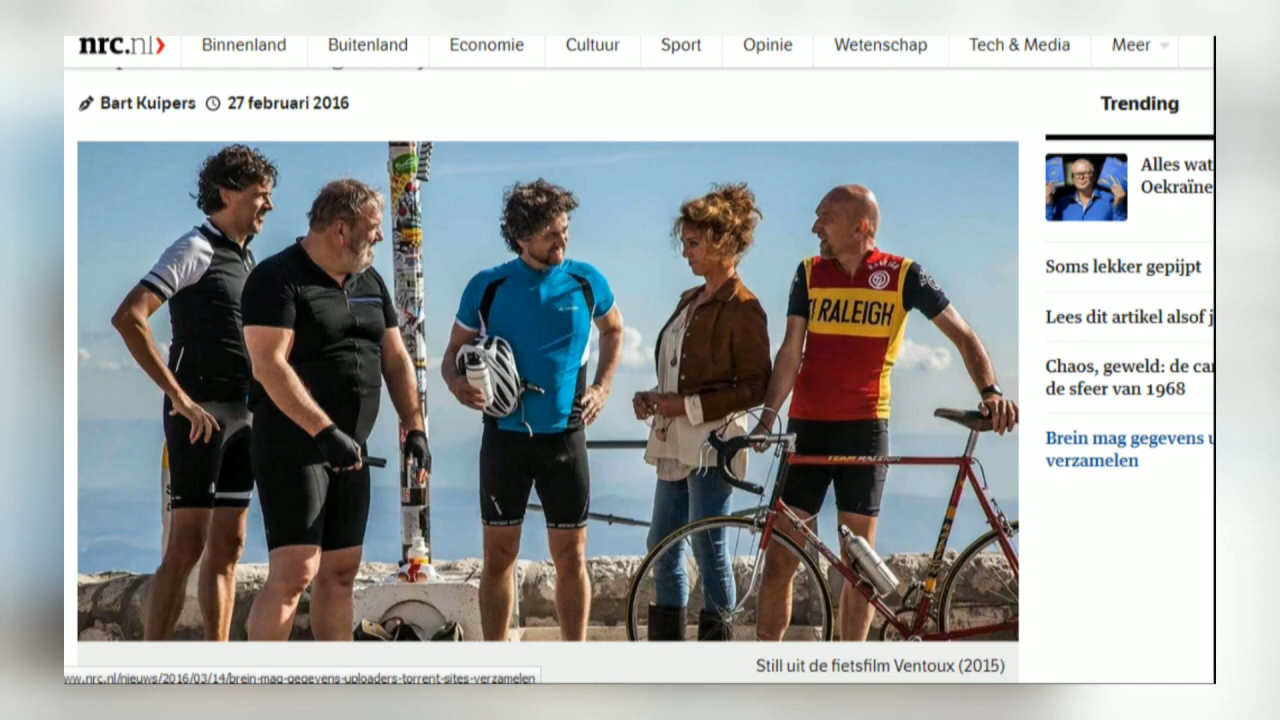 nrc.nl
Binnenland
Buitenland
Economie
Cultuur
Sport
Opinie
Wetenschap
Tech & Media
Meer
Bart Kuipers
27 februari 2016
Trending
Alles wat
Oekraïne
Soms lekker gepijpt
Lees dit artikel alsof j
Chaos, geweld: de ca
de sfeer van 1968
Brein mag gegevens u
verzamelen
RALEIGH
TEAM RALEIGH
Still uit de fietsfilm Ventoux (2015)
ww.nrc.nl/nieuws/2016/03/14/brein-mag-gegevens-uploaders-torrent-sites-verzamelen